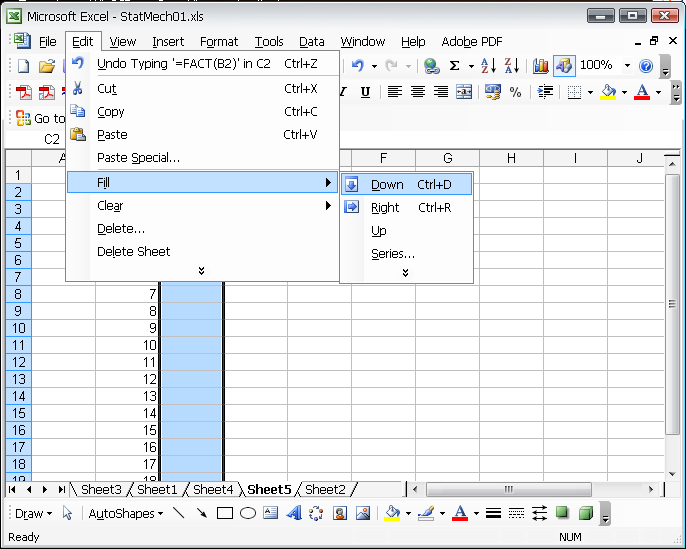 Microsoft Excel - StatMech01.xls
File Edit View Insert Format Tools Data Window Help Adobe PDF
Undo Typing '=FACT(B2)' in C2 Ctrl+Z
Cut Ctrl+X
Copy Ctrl+C
Paste Ctrl+V
Paste Special...
Fill
Clear
Delete...
Delete Sheet
Down Ctrl+D
Right Ctrl+R
Up
Series...
Σ A Z Z A 100%
I U %
A
Go to
C2
A F G H I J
1
2
3
4
5
6
7
8 7
9 8
10 9
11 10
12 11
13 12
14 13
15 14
16 15
17 16
18 17
19 18
Sheet3 Sheet1 Sheet4 Sheet5 Sheet2
Draw AutoShapes A A
Ready NUM